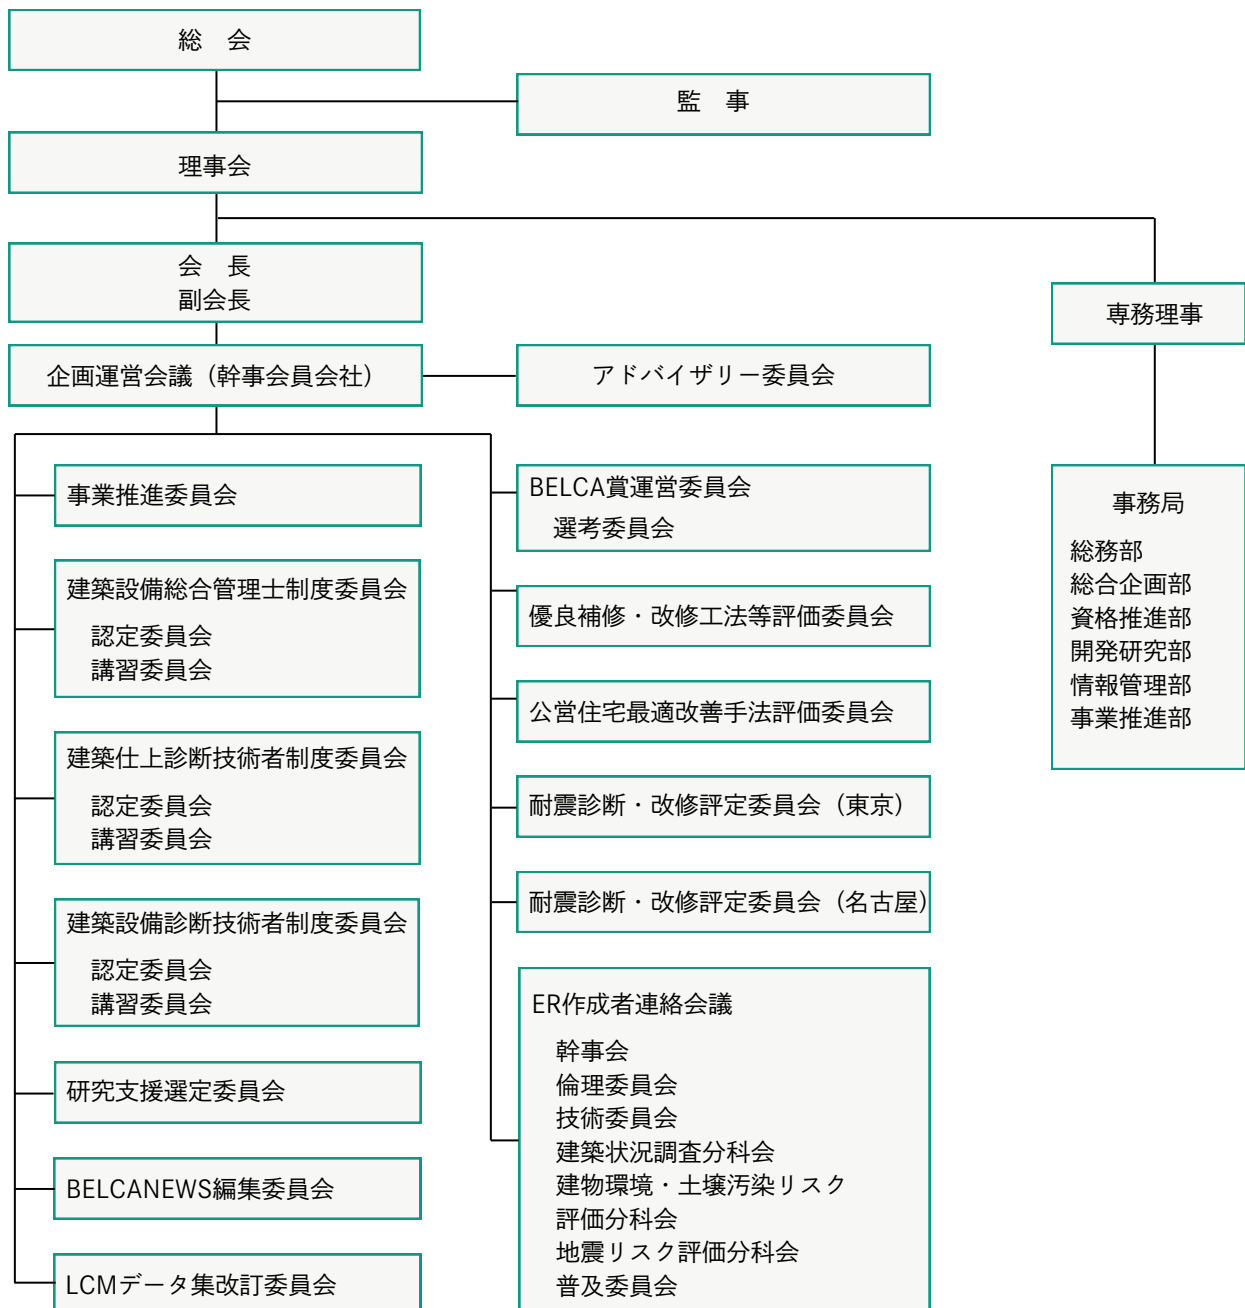 総　会
監　事
理事会
会　長
副会長
専務理事
企画運営会議（幹事会員会社）
アドバイザリー委員会
事業推進委員会
建築設備総合管理士制度委員会
認定委員会
講習委員会
建築仕上診断技術者制度委員会
認定委員会
講習委員会
建築設備診断技術者制度委員会
認定委員会
講習委員会
研究支援選定委員会
BELCANEWS編集委員会
LCMデータ集改訂委員会
BELCA賞運営委員会
選考委員会
優良補修・改修工法等評価委員会
公営住宅最適改善手法評価委員会
耐震診断・改修評定委員会（東京）
耐震診断・改修評定委員会（名古屋）
ER作成者連絡会議
幹事会
倫理委員会
技術委員会
建築状況調査分科会
建物環境・土壌汚染リスク
評価分科会
地震リスク評価分科会
普及委員会
事務局
総務部
総合企画部
資格推進部
開発研究部
情報管理部
事業推進部